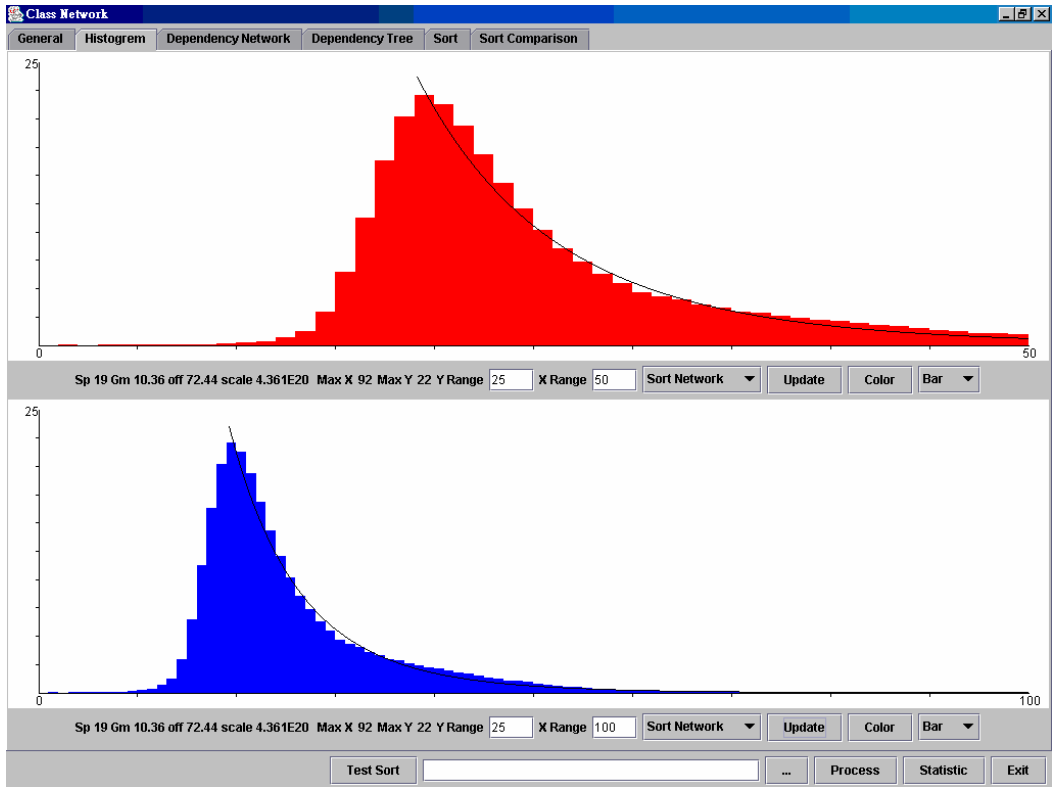 Class Network
General Histogrem Dependency Network Dependency Tree Sort Sort Comparison
25
0 50
Sp 19 Gm 10.36 off 72.44 scale 4.361E20 Max X 92 Max Y 22 Y Range 25 X Range 50 Sort Network Update Color Bar
25
0 100
Sp 19 Gm 10.36 off 72.44 scale 4.361E20 Max X 92 Max Y 22 Y Range 25 X Range 100 Sort Network Update Color Bar
Test Sort ... Process Statistic Exit